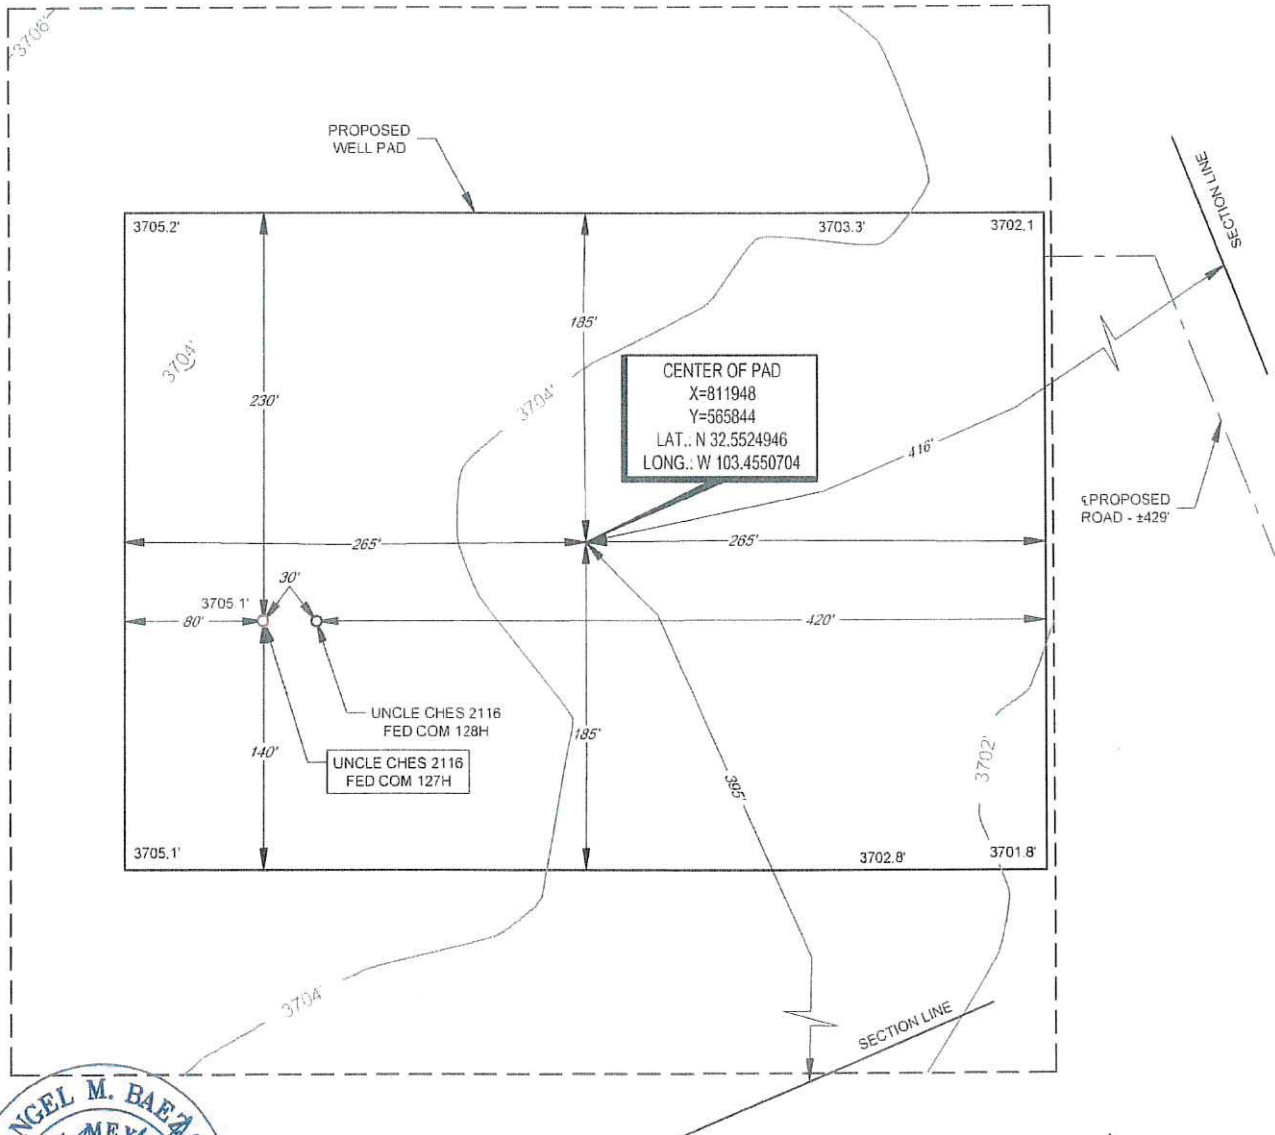 3706'
PROPOSED
WELL PAD
SECTION LINE
3705.2'
3703.3'
3702.1
185'
3704'
230'
CENTER OF PAD
X=811948
Y=565844
LAT.: N 32.5524946
LONG.: W 103.4550704
3704'
416'
℄PROPOSED
ROAD - ±429'
265'
265'
30'
3705.1'
80'
420'
UNCLE CHES 2116
FED COM 128H
185'
140'
UNCLE CHES 2116
FED COM 127H
3702'
395'
3705.1'
3702.8'
3701.8'
3704'
SECTION LINE
M. BAEZA